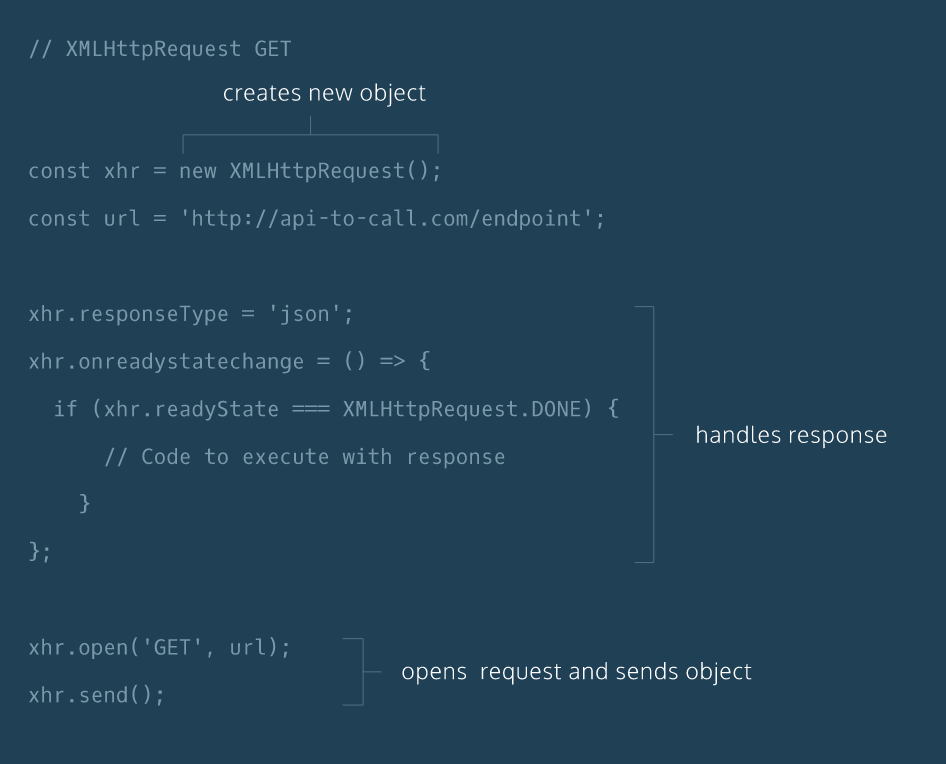 // XMLHttpRequest GET
creates new object
const xhr = new XMLHttpRequest();
const url = 'http://api-to-call.com/endpoint';
xhr.responseType = 'json';
xhr.onreadystatechange = () => {
if (xhr.readyState === XMLHttpRequest.DONE) {
// Code to execute with response
handles response
}
};
xhr.open('GET', url);
opens  request and sends object
xhr.send();